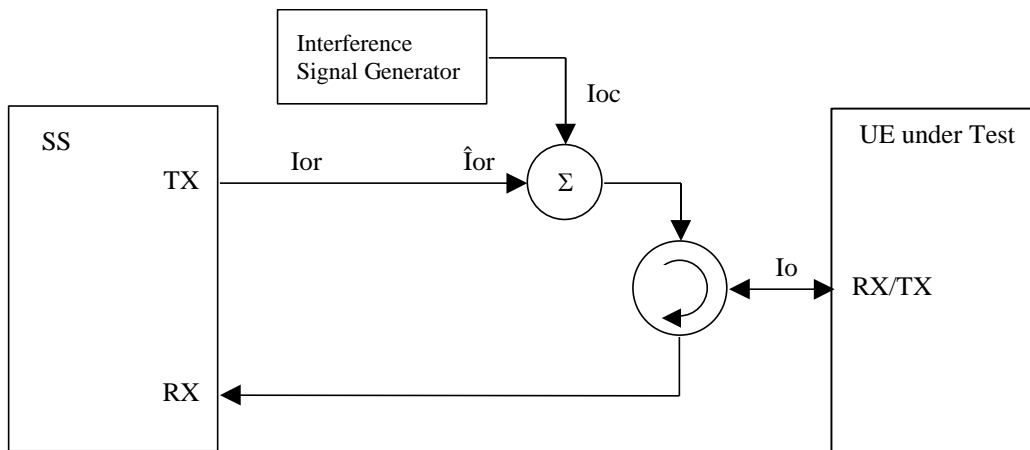 Interference
Signal Generator
Ioc
SS
UE under Test
TX
Ior
Îor
Σ
Io
RX/TX
RX